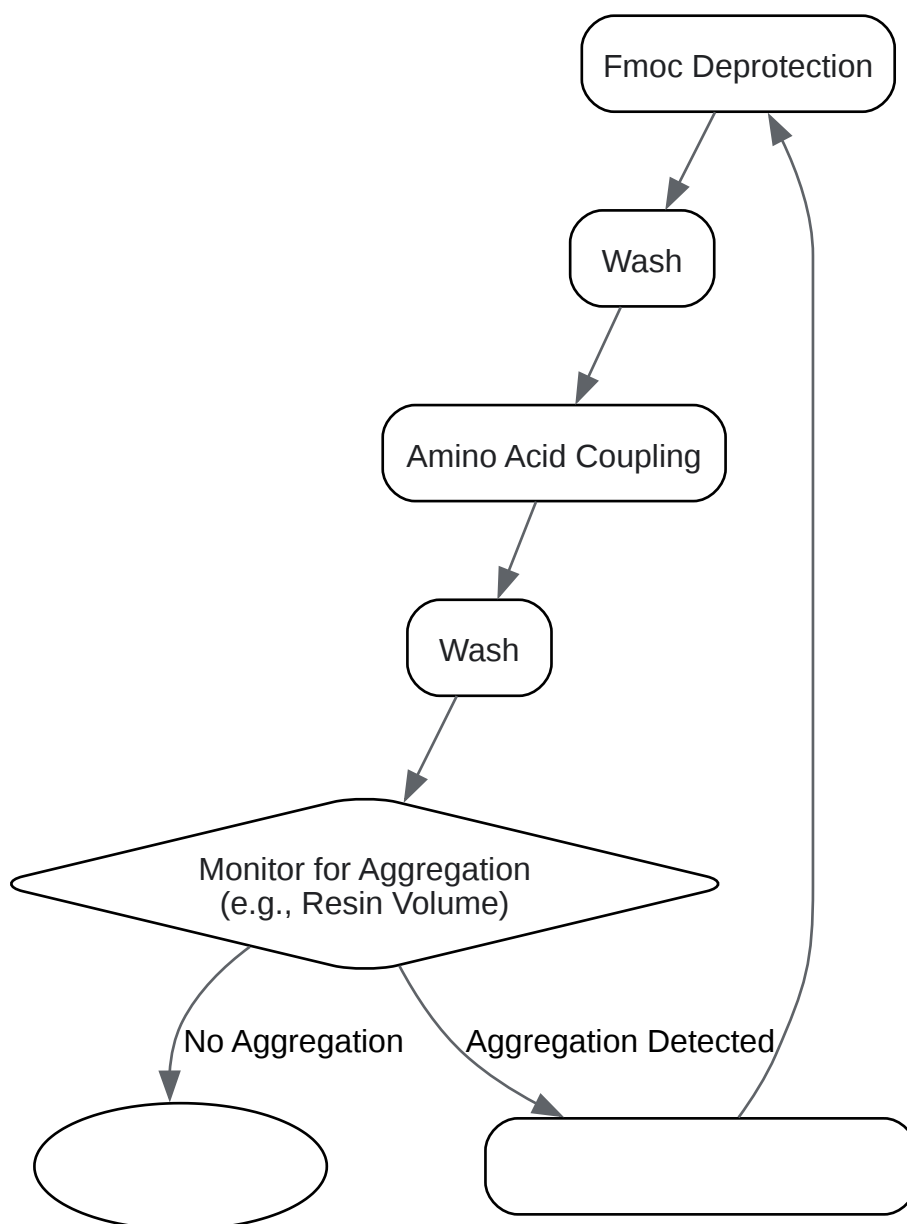 Fmoc Deprotection
Wash
Amino Acid Coupling
Wash
Monitor for Aggregation
(e.g., Resin Volume)
No Aggregation
Aggregation Detected